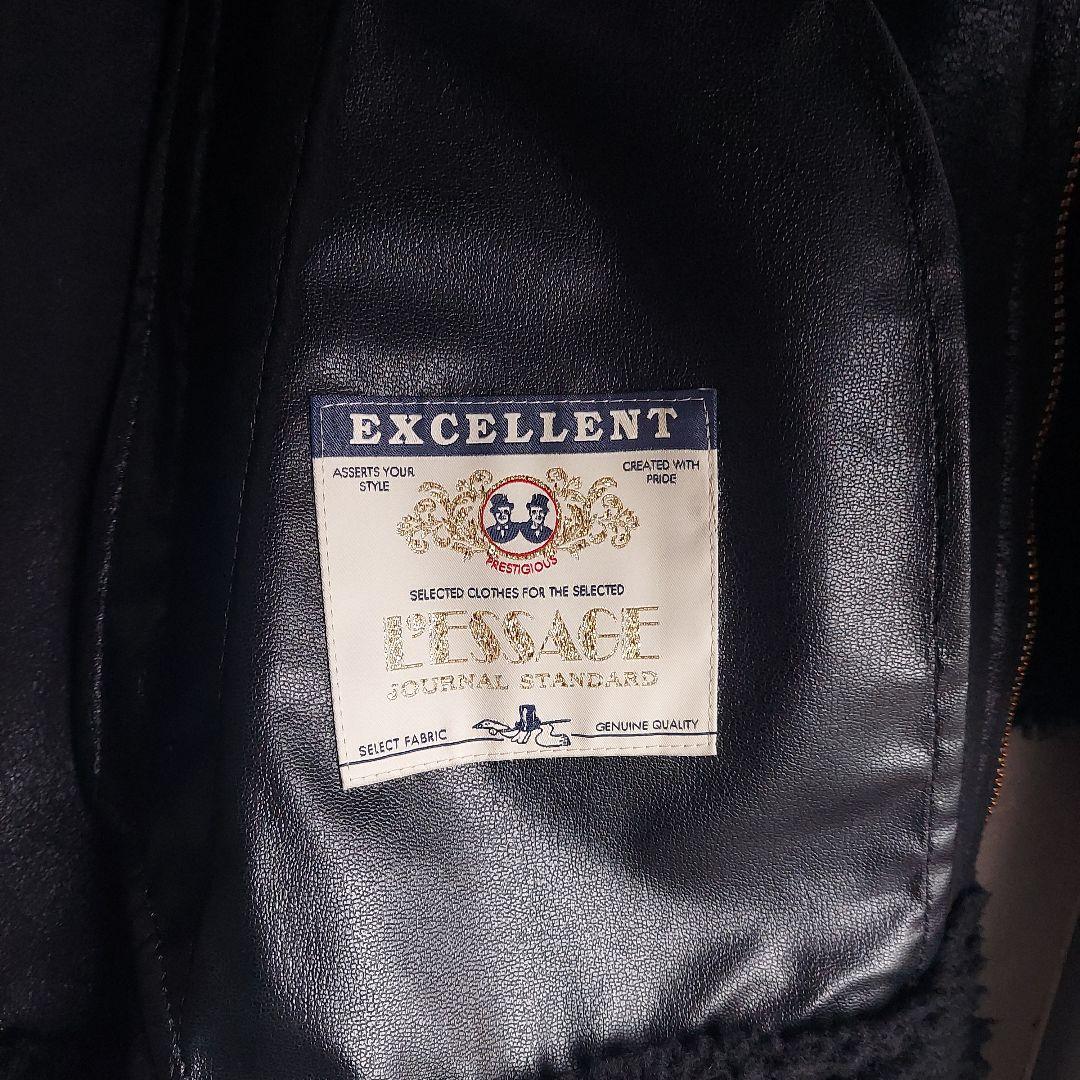 EXCELLENT
ASSERTS YOUR
STYLE
CREATED WITH
PRIDE
PRESTIGIOUS
SELECTED CLOTHES FOR THE SELECTED
L'ESSAGE
JOURNAL STANDARD
SELECT FABRIC
GENUINE QUALITY